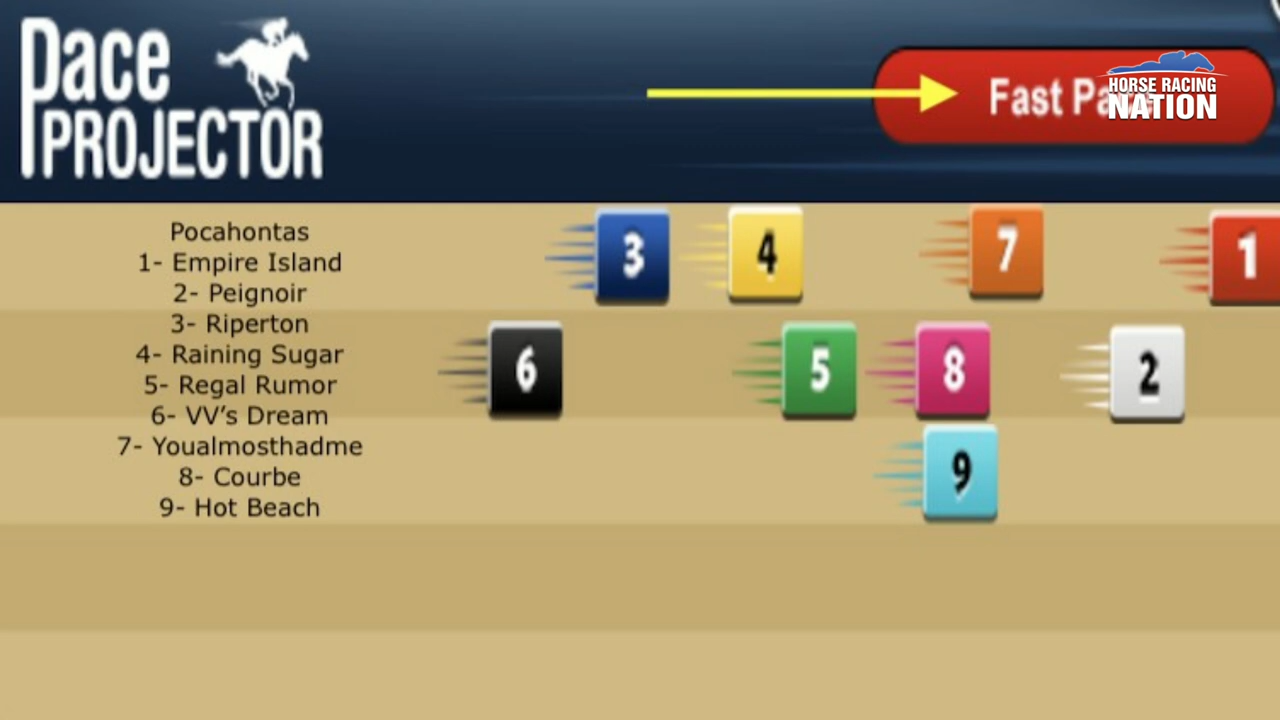 Pace
PROJECTOR
Fast Pa
HORSE RACING
NATION
Pocahontas
1- Empire Island
2- Peignoir
3- Riperton
4- Raining Sugar
5- Regal Rumor
6- VV's Dream
7- Youalmosthadme
8- Courbe
9- Hot Beach
3 4 7 1
6 5 8 2
9